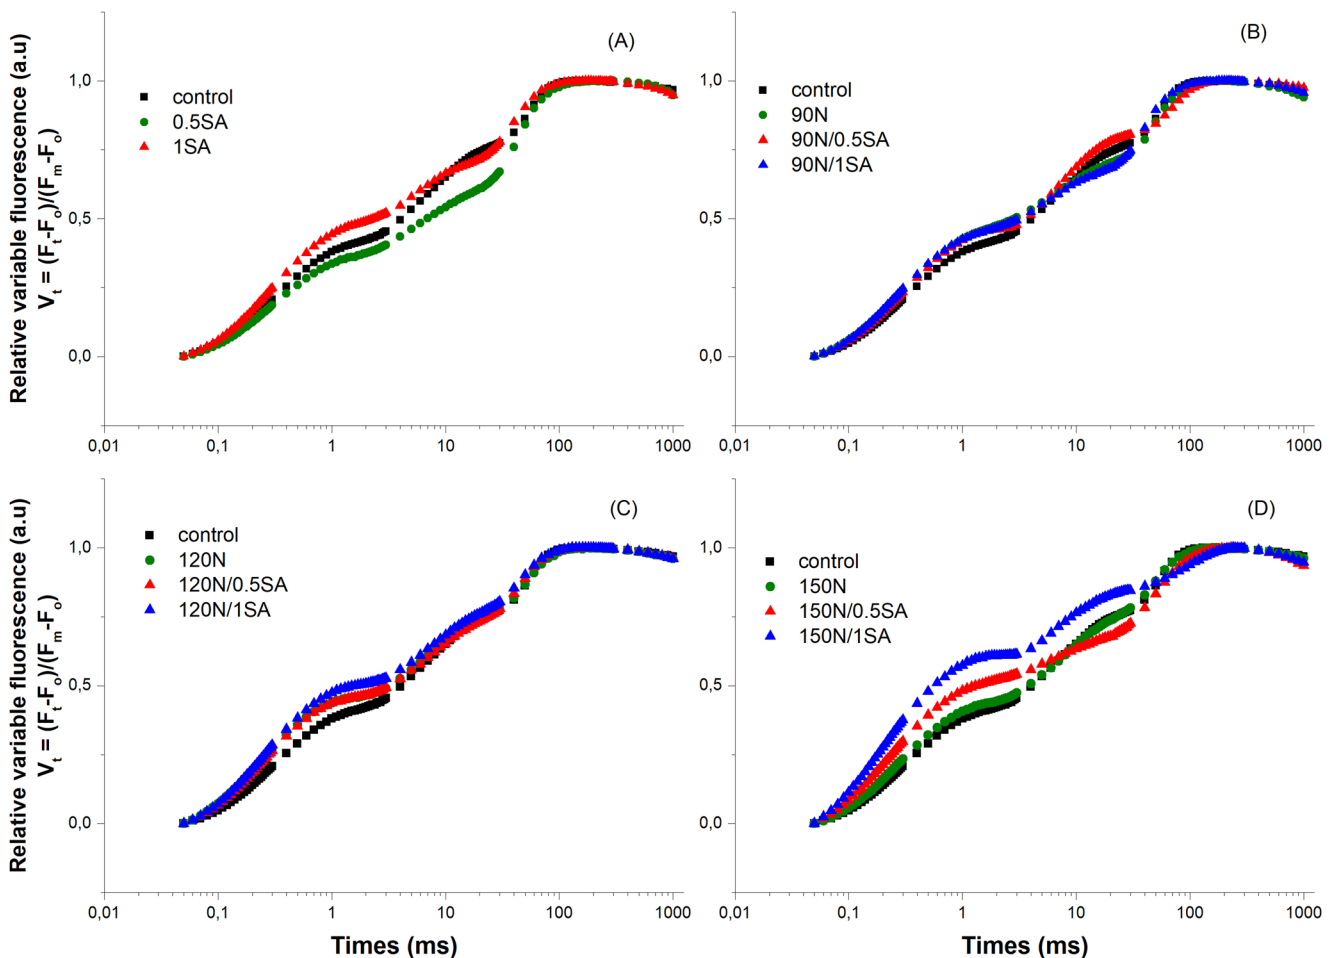 Relative variable fluorescence (a.u)
V_t = (F_t-F_o)/(F_m-F_o)
(A)
control
0.5SA
1SA
1,0
0,5
0,0
0,01 0,1 1 10 100 1000
(B)
control
90N
90N/0.5SA
90N/1SA
1,0
0,5
0,0
0,01 0,1 1 10 100 1000
Relative variable fluorescence (a.u)
V_t = (F_t-F_o)/(F_m-F_o)
(C)
control
120N
120N/0.5SA
120N/1SA
1,0
0,5
0,0
0,01 0,1 1 10 100 1000
Times (ms)
(D)
control
150N
150N/0.5SA
150N/1SA
1,0
0,5
0,0
0,01 0,1 1 10 100 1000
Times (ms)